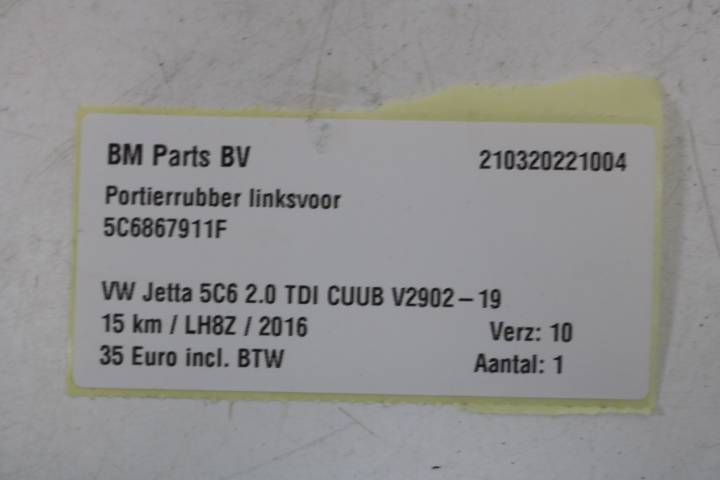 BM Parts BV 210320221004
Portierrubber linksvoor
5C6867911F
VW Jetta 5C6 2.0 TDI CUUB V2902-19
15 km / LH8Z / 2016 Verz: 10
35 Euro incl. BTW Aantal: 1